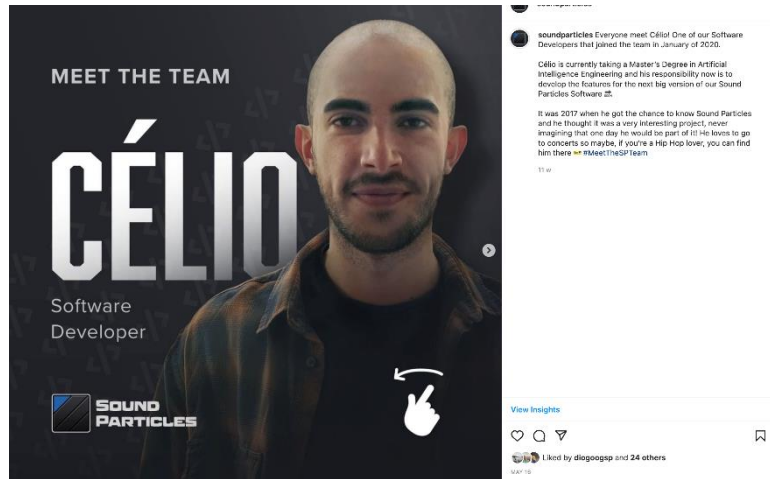 MEET THE TEAM
CÉLIO
Software
Developer
SOUND
PARTICLES
soundparticles Everyone meet Célio! One of our Software
Developers that joined the team in January of 2020.
Célio is currently taking a Master's Degree in Artificial
Intelligence Engineering and his responsibility now is to
develop the features for the next big version of our Sound
Particles Software
It was 2017 when he got the chance to know Sound Particles
and he thought it was a very interesting project, never
imagining that one day he would be part of it! He loves to go
to concerts so maybe, if you're a Hip Hop lover, you can find
him there #MeetTheSPTeam
11 w
View Insights
Liked by diogoogsp and 24 others